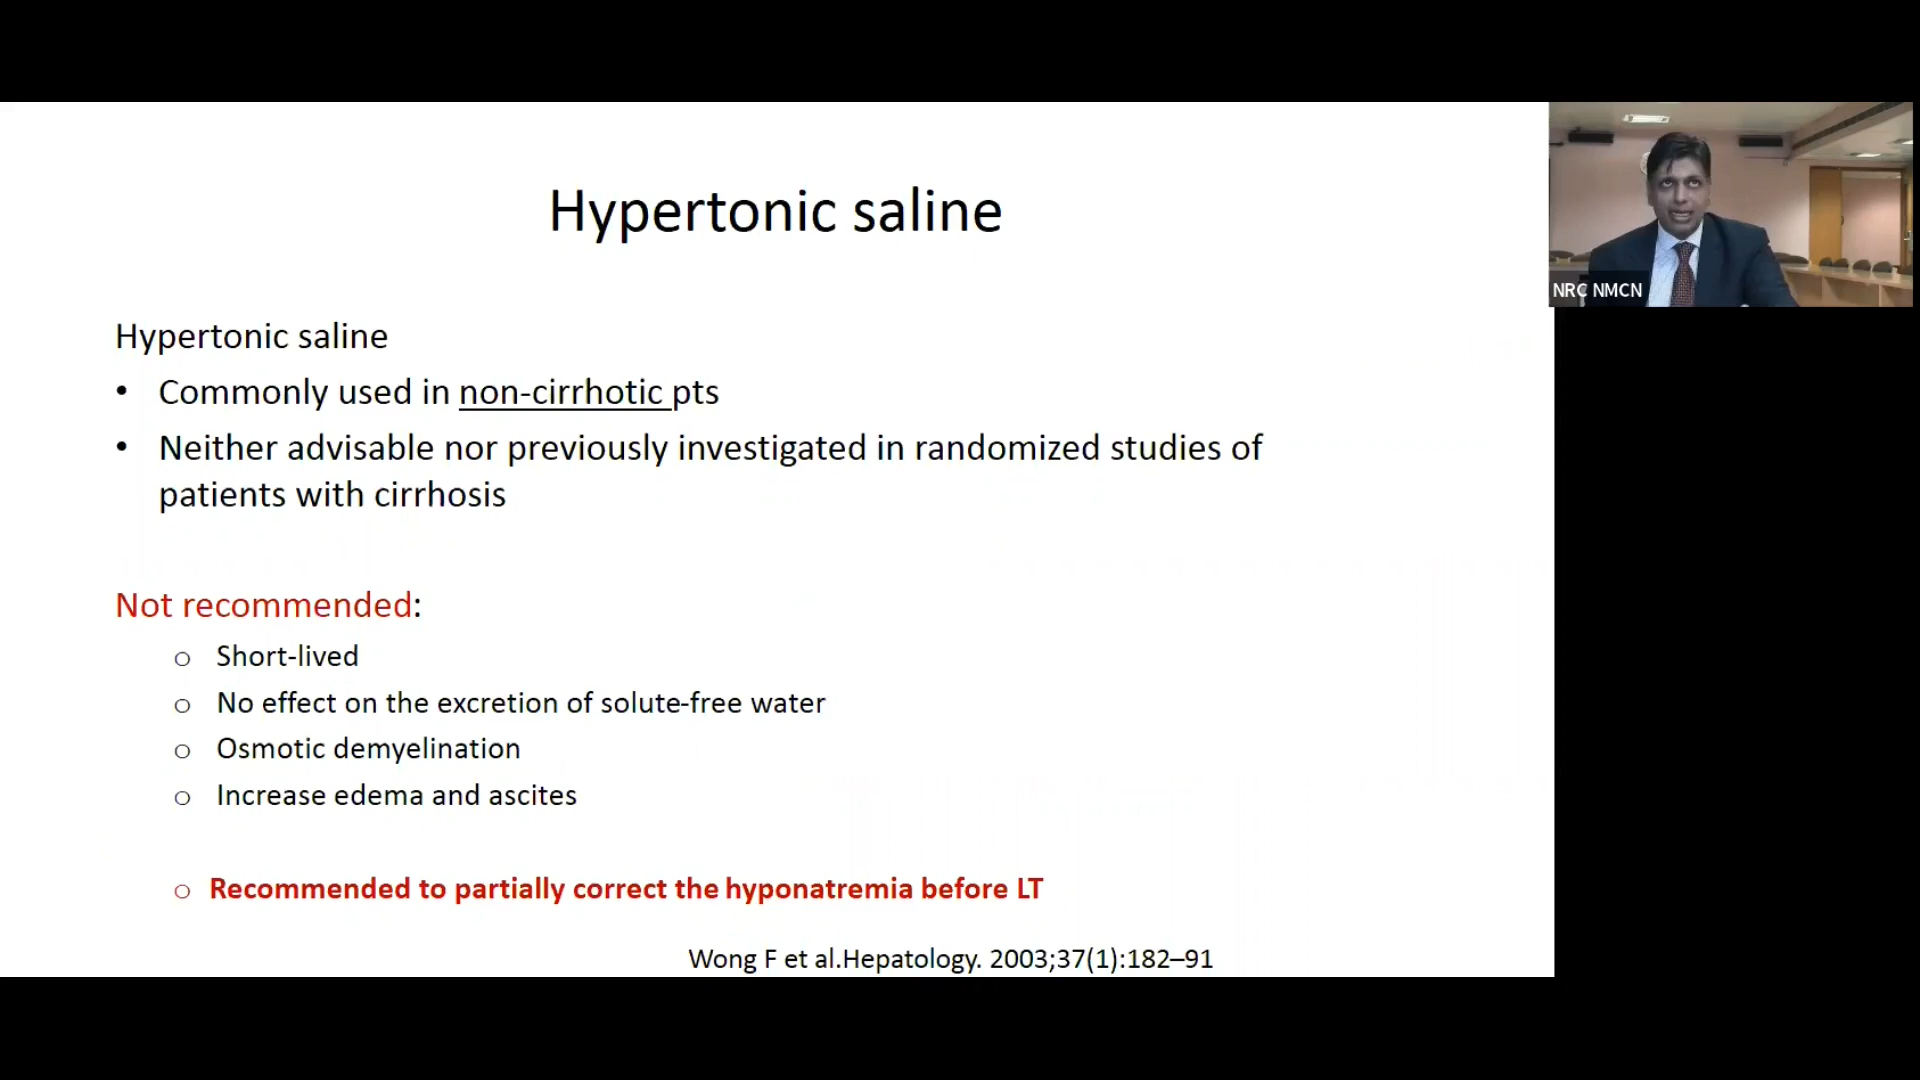 Hypertonic saline
NRC NMCN
Hypertonic saline
• Commonly used in non-cirrhotic pts
• Neither advisable nor previously investigated in randomized studies of
patients with cirrhosis
Not recommended:
o Short-lived
o No effect on the excretion of solute-free water
o Osmotic demyelination
o Increase edema and ascites
o Recommended to partially correct the hyponatremia before LT
Wong F et al.Hepatology. 2003;37(1):182–91